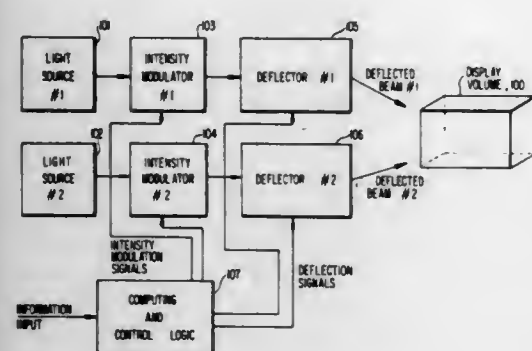 101
103
105
LIGHT
SOURCE
#1
INTENSITY
MODULATOR
#1
DEFLECTOR #1
DEFLECTED
BEAM #1
DISPLAY
VOLUME, 100
102
104
106
LIGHT
SOURCE
#2
INTENSITY
MODULATOR
#2
DEFLECTOR #2
DEFLECTED
BEAM #2
INTENSITY
MODULATION
SIGNALS
107
DEFLECTION
SIGNALS
INFORMATION
INPUT
COMPUTING
AND
CONTROL LOGIC